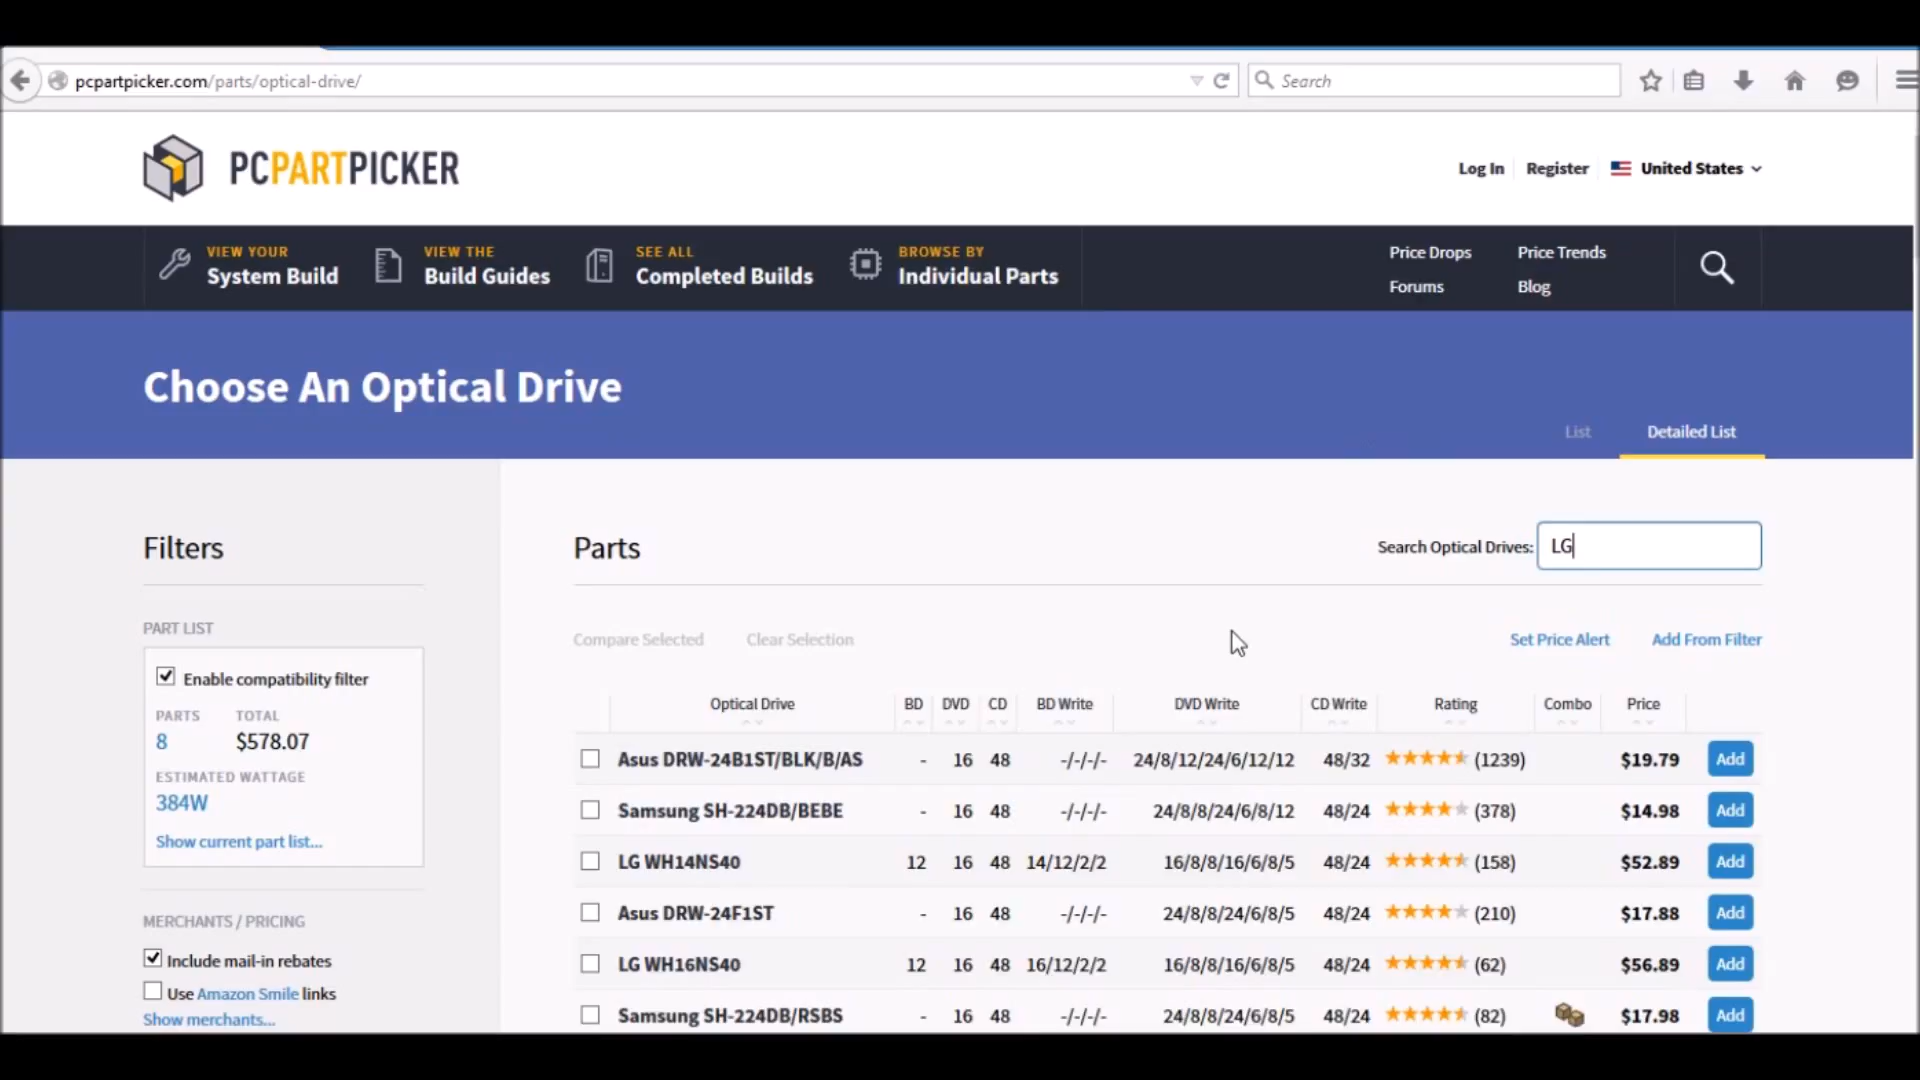 pcpartpicker.com/parts/optical-drive/
Search
PCPARTPICKER
Log In Register United States
VIEW YOUR
System Build
VIEW THE
Build Guides
SEE ALL
Completed Builds
BROWSE BY
Individual Parts
Price Drops Price Trends
Forums Blog
Choose An Optical Drive
List Detailed List
Filters
PART LIST
Enable compatibility filter
PARTS TOTAL
8 $578.07
ESTIMATED WATTAGE
384W
Show current part list...
MERCHANTS / PRICING
Include mail-in rebates
Use Amazon Smile links
Show merchants...
Parts
Search Optical Drives: LG
Compare Selected Clear Selection Set Price Alert Add From Filter
Optical Drive BD DVD CD BD Write DVD Write CD Write Rating Combo Price
Asus DRW-24B1ST/BLK/B/AS - 16 48 -/-/-/- 24/8/12/24/6/12/12 48/32 (1239) $19.79 Add
Samsung SH-224DB/BEBE - 16 48 -/-/-/- 24/8/8/24/6/8/12 48/24 (378) $14.98 Add
LG WH14NS40 12 16 48 14/12/2/2 16/8/8/16/6/8/5 48/24 (158) $52.89 Add
Asus DRW-24F1ST - 16 48 -/-/-/- 24/8/8/24/6/8/5 48/24 (210) $17.88 Add
LG WH16NS40 12 16 48 16/12/2/2 16/8/8/16/6/8/5 48/24 (62) $56.89 Add
Samsung SH-224DB/RSBS - 16 48 -/-/-/- 24/8/8/24/6/8/5 48/24 (82) $17.98 Add